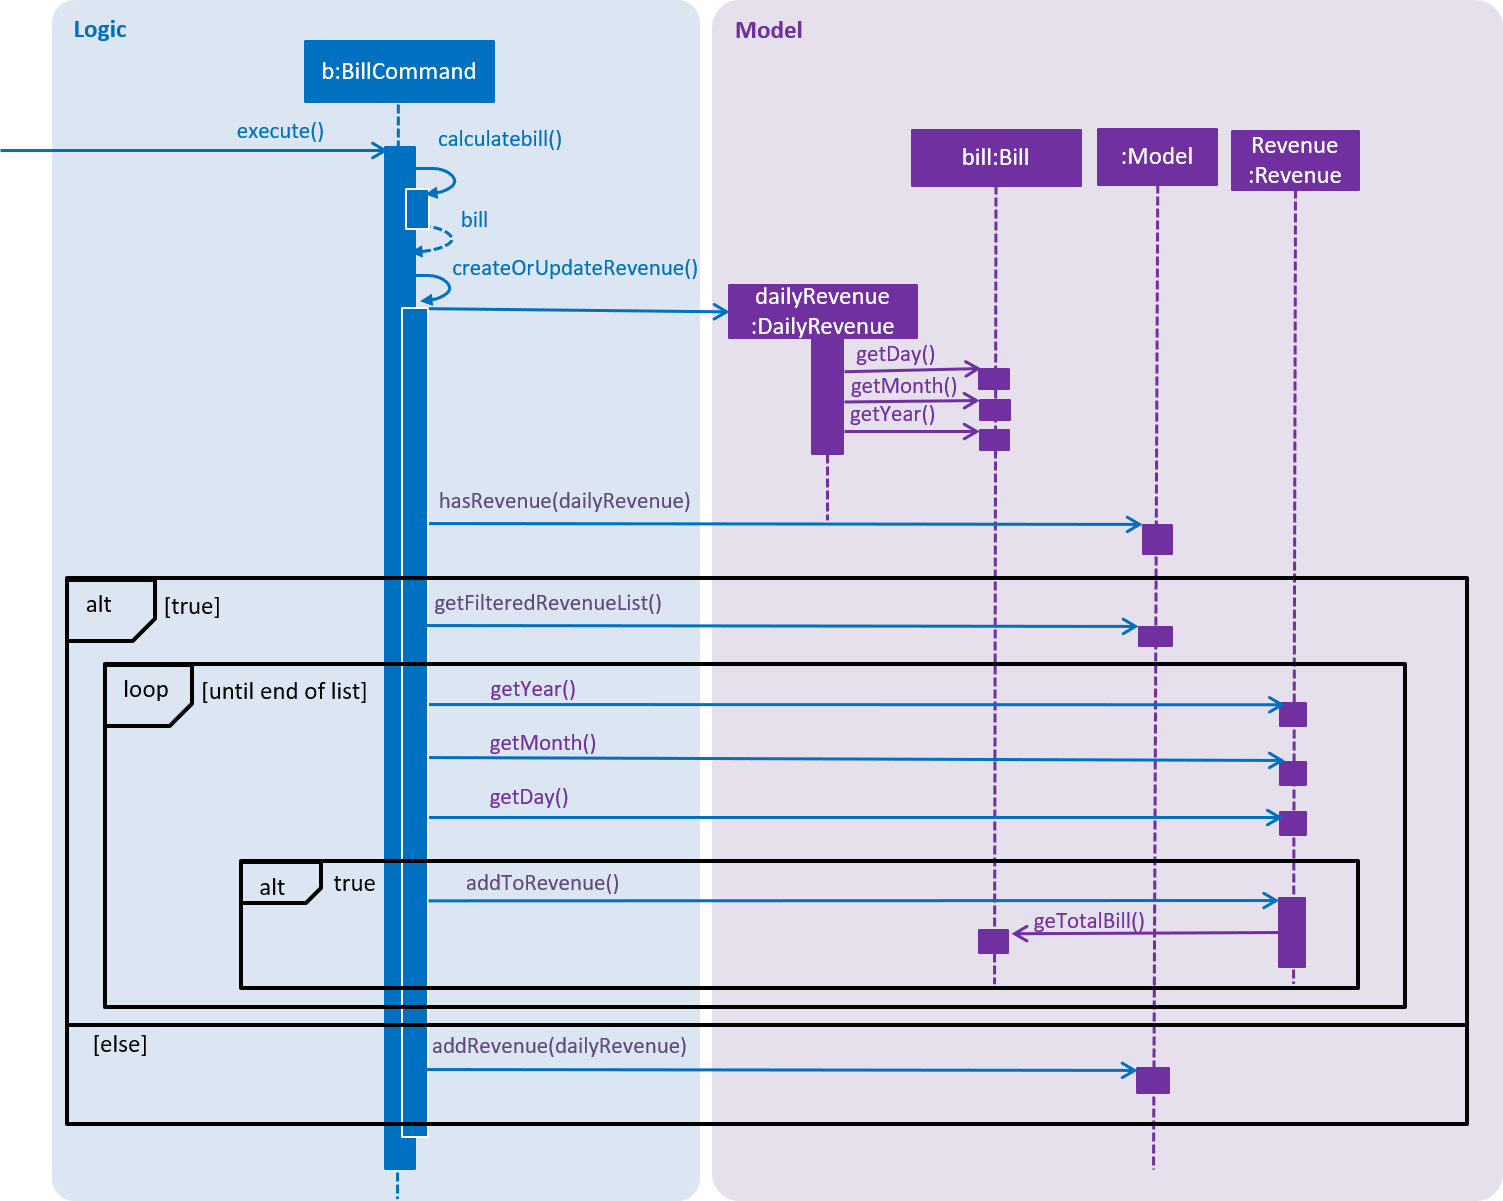 Logic
Model
b:BillCommand
execute()
calculatebill()
bill:Bill
:Model
Revenue
:Revenue
bill
createOrUpdateRevenue()
dailyRevenue
:DailyRevenue
getDay()
getMonth()
getYear()
hasRevenue(dailyRevenue)
alt
[true]
getFilteredRevenueList()
loop
[until end of list]
getYear()
getMonth()
getDay()
alt
true
addToRevenue()
geTotalBill()
[else]
addRevenue(dailyRevenue)